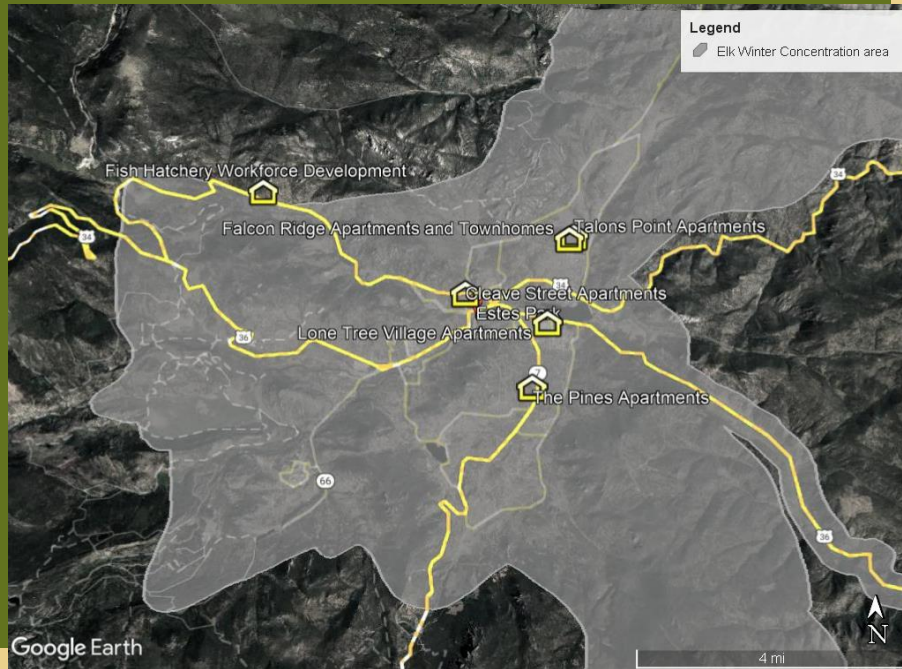 Legend
Elk Winter Concentration area
34
Fish Hatchery Workforce Development
Falcon Ridge Apartments and Townhomes
Talons Point Apartments
34
34
Cleave Street Apartments
Estes Park
Lone Tree Village Apartments
36
7
The Pines Apartments
66
36
N
Google Earth
4 mi